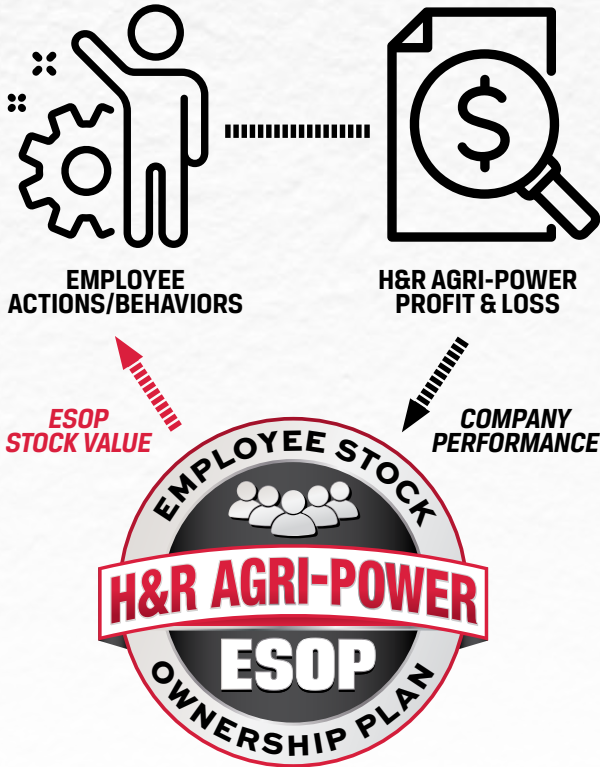 $
EMPLOYEE
ACTIONS/BEHAVIORS
H&R AGRI-POWER
PROFIT & LOSS
ESOP
STOCK VALUE
COMPANY
PERFORMANCE
EMPLOYEE STOCK
H&R AGRI-POWER
ESOP
OWNERSHIP PLAN